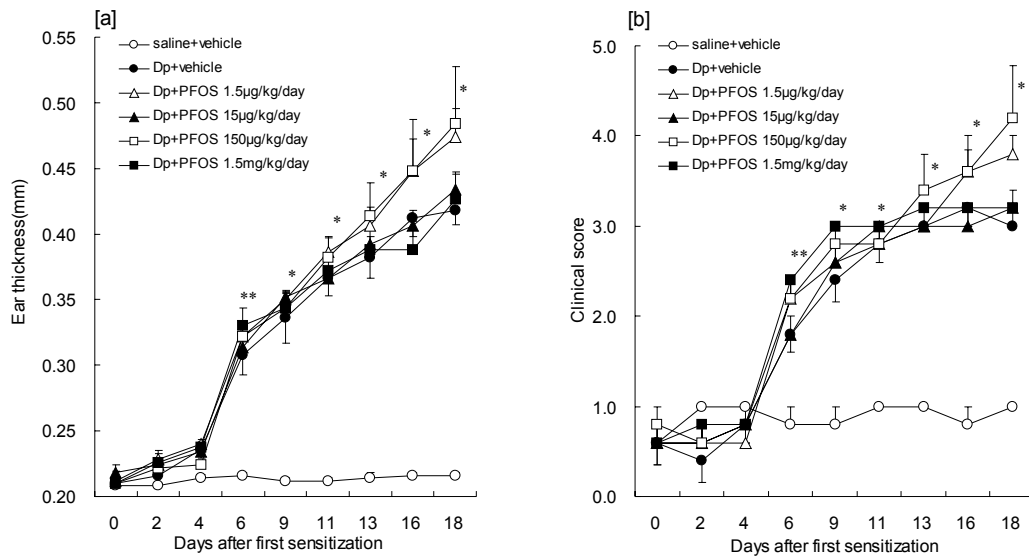 [a]
0.55
0.50
0.45
0.40
0.35
0.30
0.25
0.20
Ear thickness(mm)
saline+vehicle
Dp+vehicle
Dp+PFOS 1.5µg/kg/day
Dp+PFOS 15µg/kg/day
Dp+PFOS 150µg/kg/day
Dp+PFOS 1.5mg/kg/day
**
*
*
*
*
*
0 2 4 6 9 11 13 16 18
Days after first sensitization
[b]
5.0
4.0
3.0
2.0
1.0
0.0
Clinical score
saline+vehicle
Dp+vehicle
Dp+PFOS 1.5µg/kg/day
Dp+PFOS 15µg/kg/day
Dp+PFOS 150µg/kg/day
Dp+PFOS 1.5mg/kg/day
**
*
*
*
*
*
0 2 4 6 9 11 13 16 18
Days after first sensitization